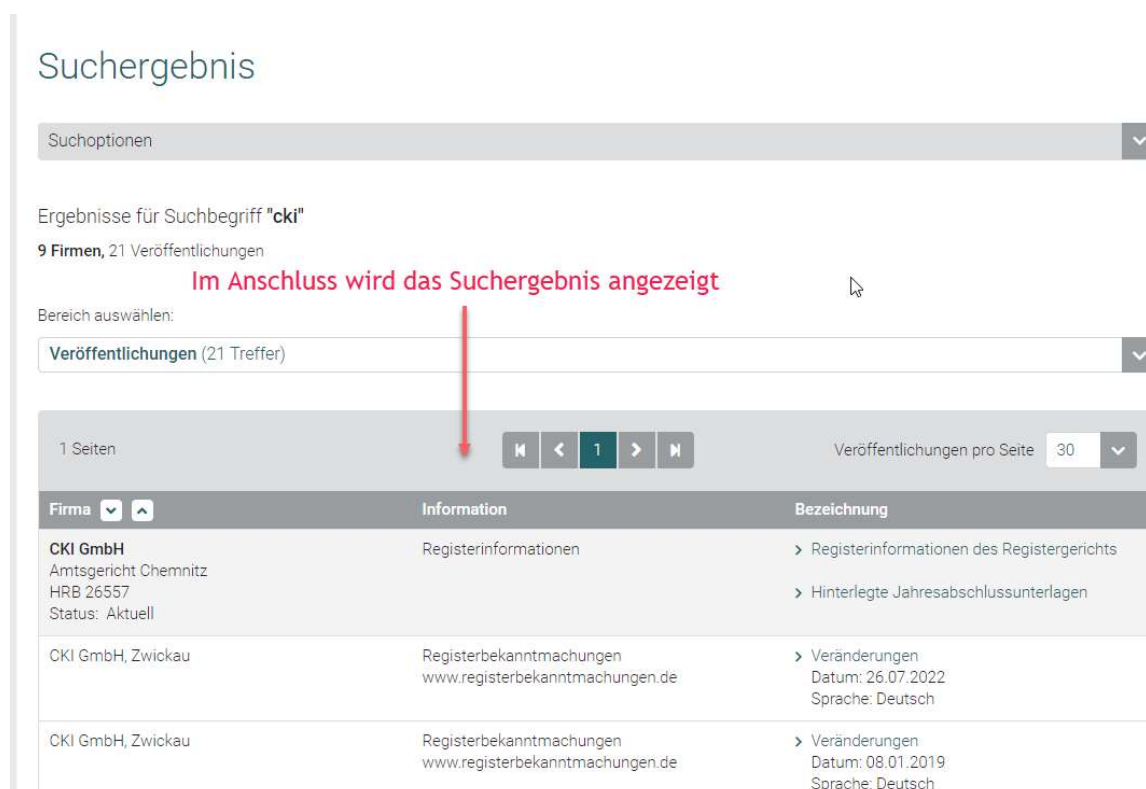 Suchergebnis
Suchoptionen
Ergebnisse für Suchbegriff "cki"
9 Firmen, 21 Veröffentlichungen
Im Anschluss wird das Suchergebnis angezeigt
Bereich auswählen:
Veröffentlichungen (21 Treffer)
1 Seiten 1 Veröffentlichungen pro Seite 30
Firma Information Bezeichnung
CKI GmbH Registerinformationen Registerinformationen des Registergerichts
Amtsgericht Chemnitz
HRB 26557 Hinterlegte Jahresabschlussunterlagen
Status: Aktuell
CKI GmbH, Zwickau Registerbekanntmachungen Veränderungen
www.registerbekanntmachungen.de Datum: 26.07.2022
Sprache: Deutsch
CKI GmbH, Zwickau Registerbekanntmachungen Veränderungen
www.registerbekanntmachungen.de Datum: 08.01.2019
Sprache: Deutsch